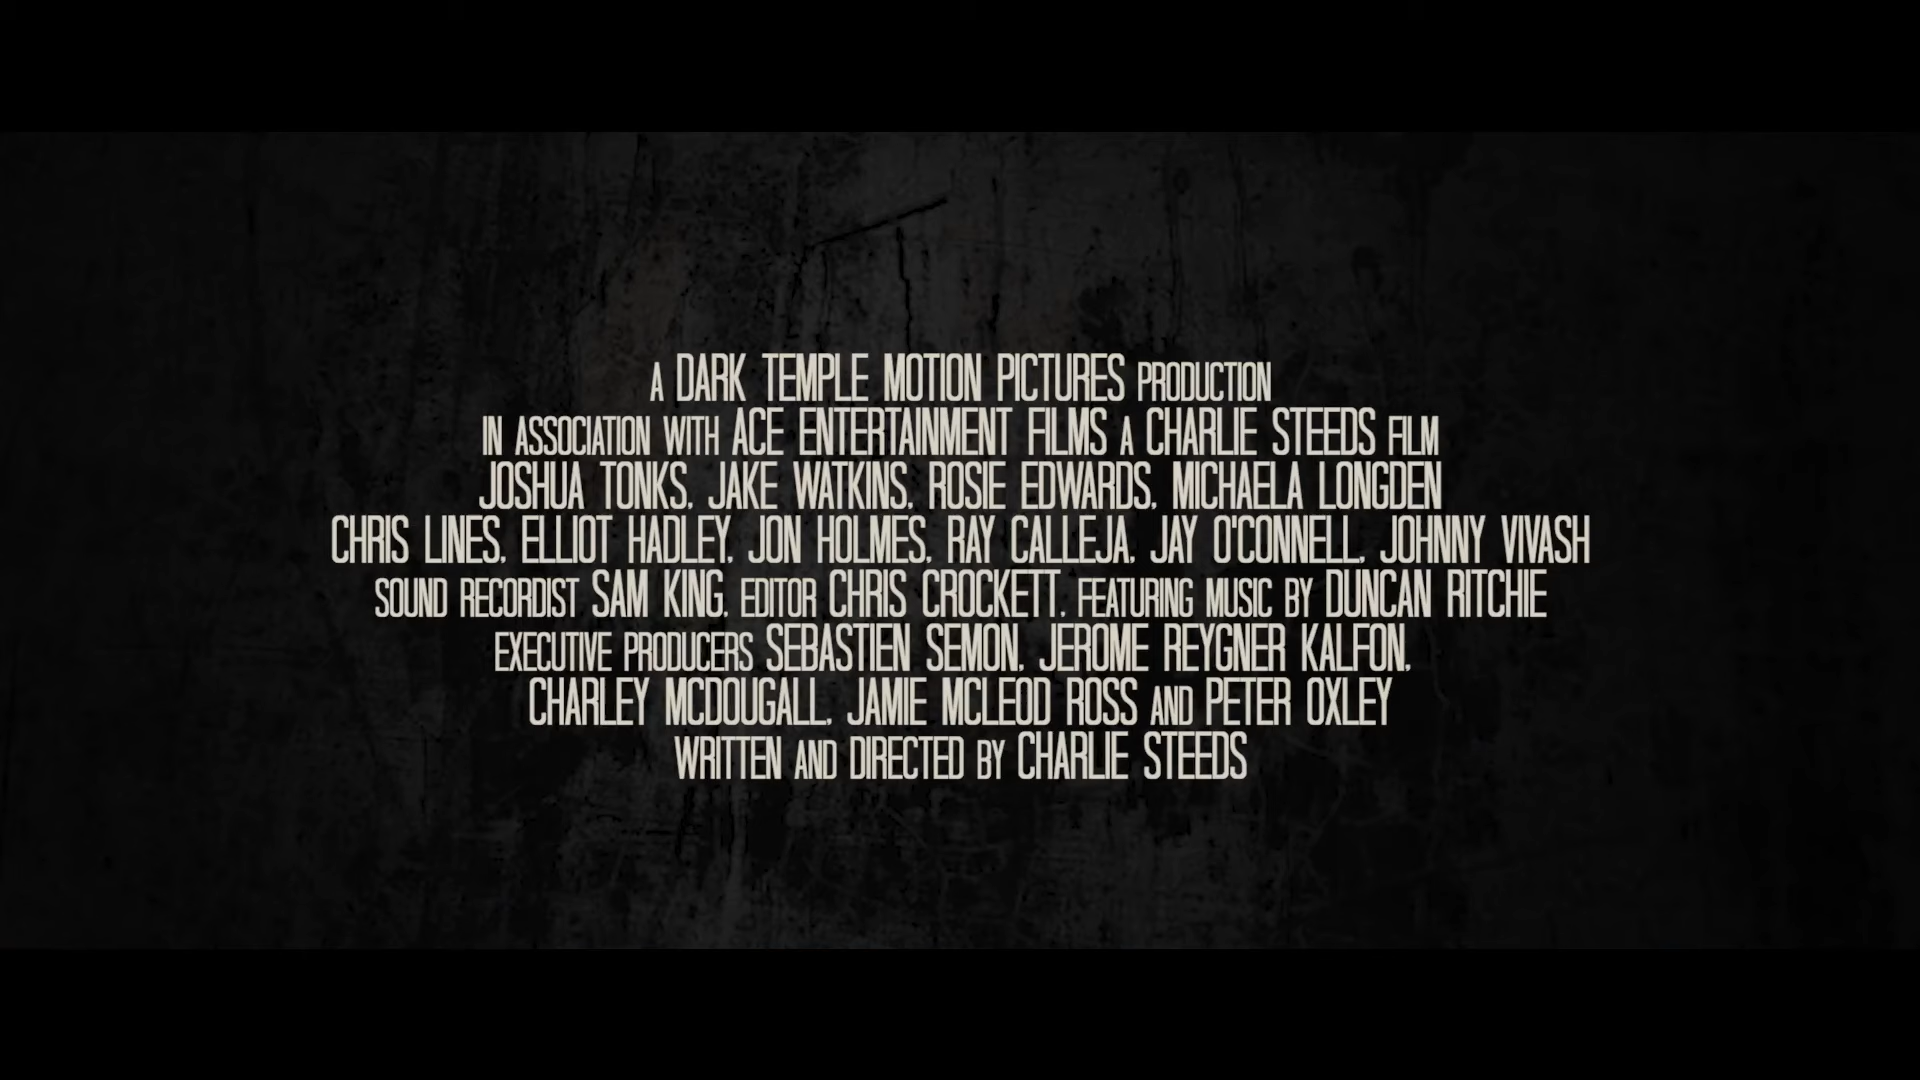 A DARK TEMPLE MOTION PICTURES PRODUCTION
IN ASSOCIATION WITH ACE ENTERTAINMENT FILMS A CHARLIE STEEDS FILM
JOSHUA TONKS, JAKE WATKINS, ROSIE EDWARDS, MICHAELA LONGDEN
CHRIS LINES, ELLIOT HADLEY, JON HOLMES, RAY CALLEJA, JAY O'CONNELL, JOHNNY VIVASH
SOUND RECORDIST SAM KING, EDITOR CHRIS CROCKETT, FEATURING MUSIC BY DUNCAN RITCHIE
EXECUTIVE PRODUCERS SEBASTIEN SEMON, JEROME REYGNER KALFON,
CHARLEY MCDOUGALL, JAMIE MCLEOD ROSS AND PETER OXLEY
WRITTEN AND DIRECTED BY CHARLIE STEEDS